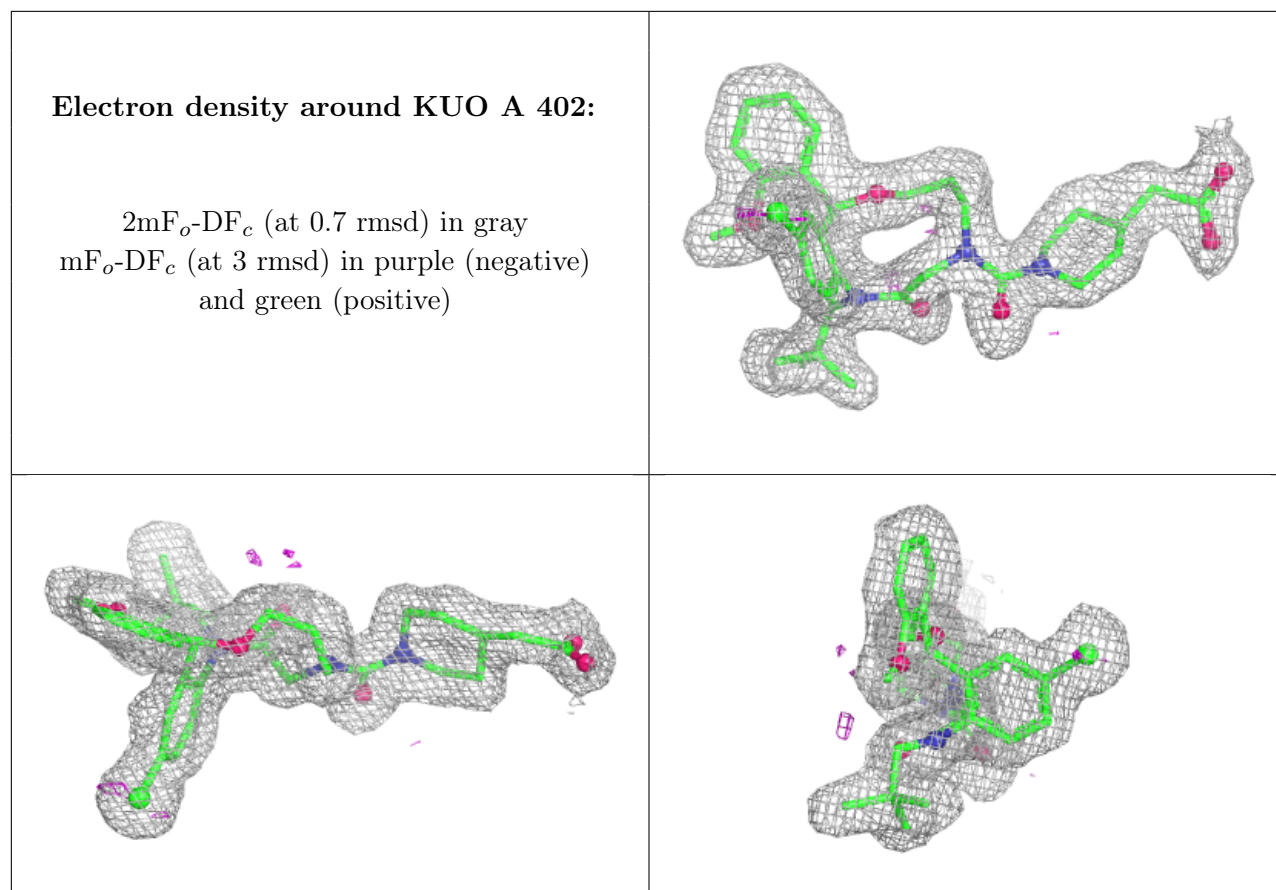 Electron density around KUO A 402:
2mFo-DFc (at 0.7 rmsd) in gray
mFo-DFc (at 3 rmsd) in purple (negative)
and green (positive)